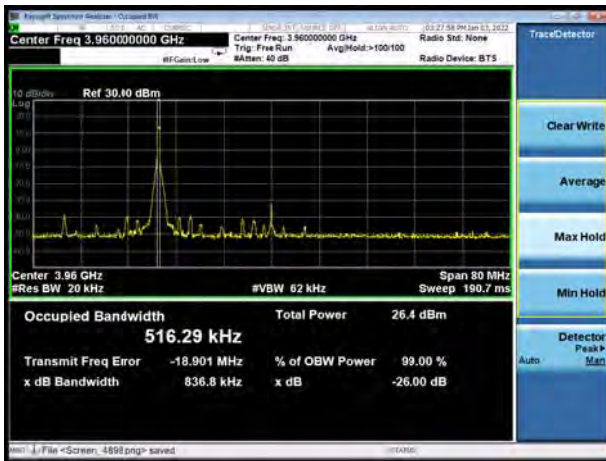 Keysight Spectrum Analyzer - Occupied BW
Center Freq 3.960000000 GHz
Center Freq: 3.960000000 GHz
Trig: Free Run
Avg|Hold:>100/100
#IFGain:Low
#Atten: 40 dB
03:27:58 PM Jan 03, 2022
Radio Std: None
Radio Device: BTS
Trace/Detector
10 dB/div
Ref 30.00 dBm
Log
Clear Write
Average
Max Hold
Min Hold
Detector
Peak
Auto
Man
Center 3.96 GHz
Span 80 MHz
#Res BW 20 kHz
#VBW 62 kHz
Sweep 190.7 ms
Occupied Bandwidth
516.29 kHz
Total Power
26.4 dBm
Transmit Freq Error
-18.901 MHz
% of OBW Power
99.00 %
x dB Bandwidth
836.8 kHz
x dB
-26.00 dB
MSG
File <Screen_4898.png> saved
STATUS